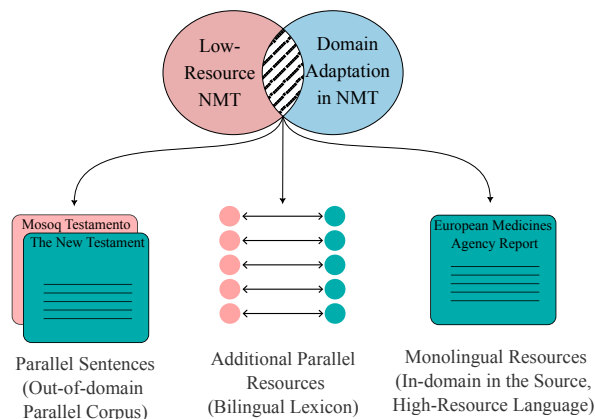 Low-
Resource
NMT
Domain
Adaptation
in NMT
Mosoq Testamento
The New Testament
European Medicines
Agency Report
Parallel Sentences
(Out-of-domain
Parallel Corpus)
Additional Parallel
Resources
(Bilingual Lexicon)
Monolingual Resources
(In-domain in the Source,
High-Resource Language)